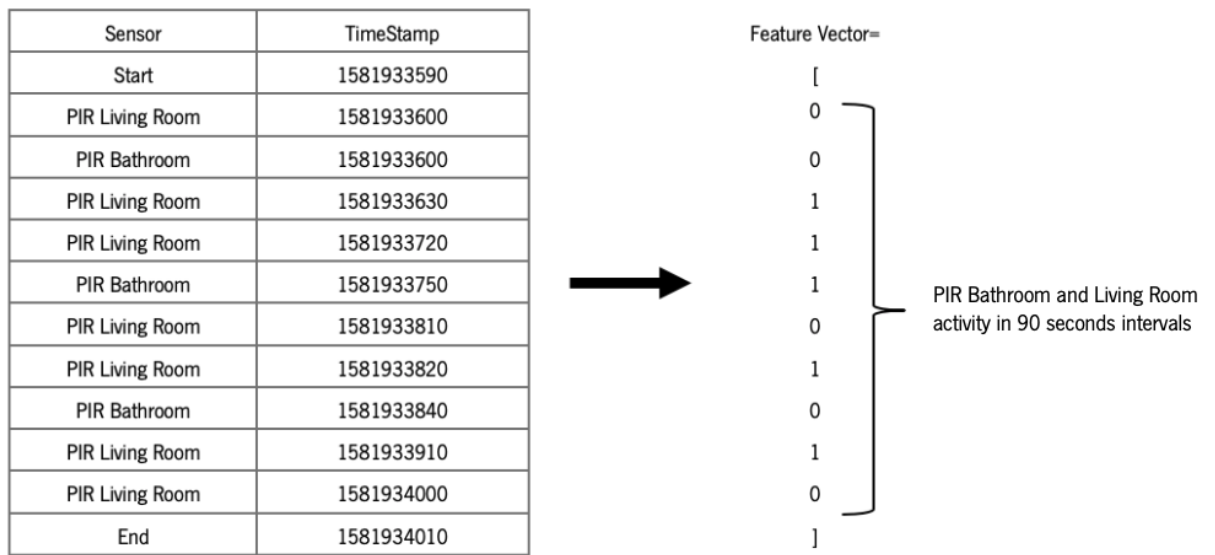 Sensor TimeStamp
Start 1581933590
PIR Living Room 1581933600
PIR Bathroom 1581933600
PIR Living Room 1581933630
PIR Living Room 1581933720
PIR Bathroom 1581933750
PIR Living Room 1581933810
PIR Living Room 1581933820
PIR Bathroom 1581933840
PIR Living Room 1581933910
PIR Living Room 1581934000
End 1581934010
Feature Vector=
[
0
0
1
1
1
0
1
0
1
0
]
PIR Bathroom and Living Room
activity in 90 seconds intervals